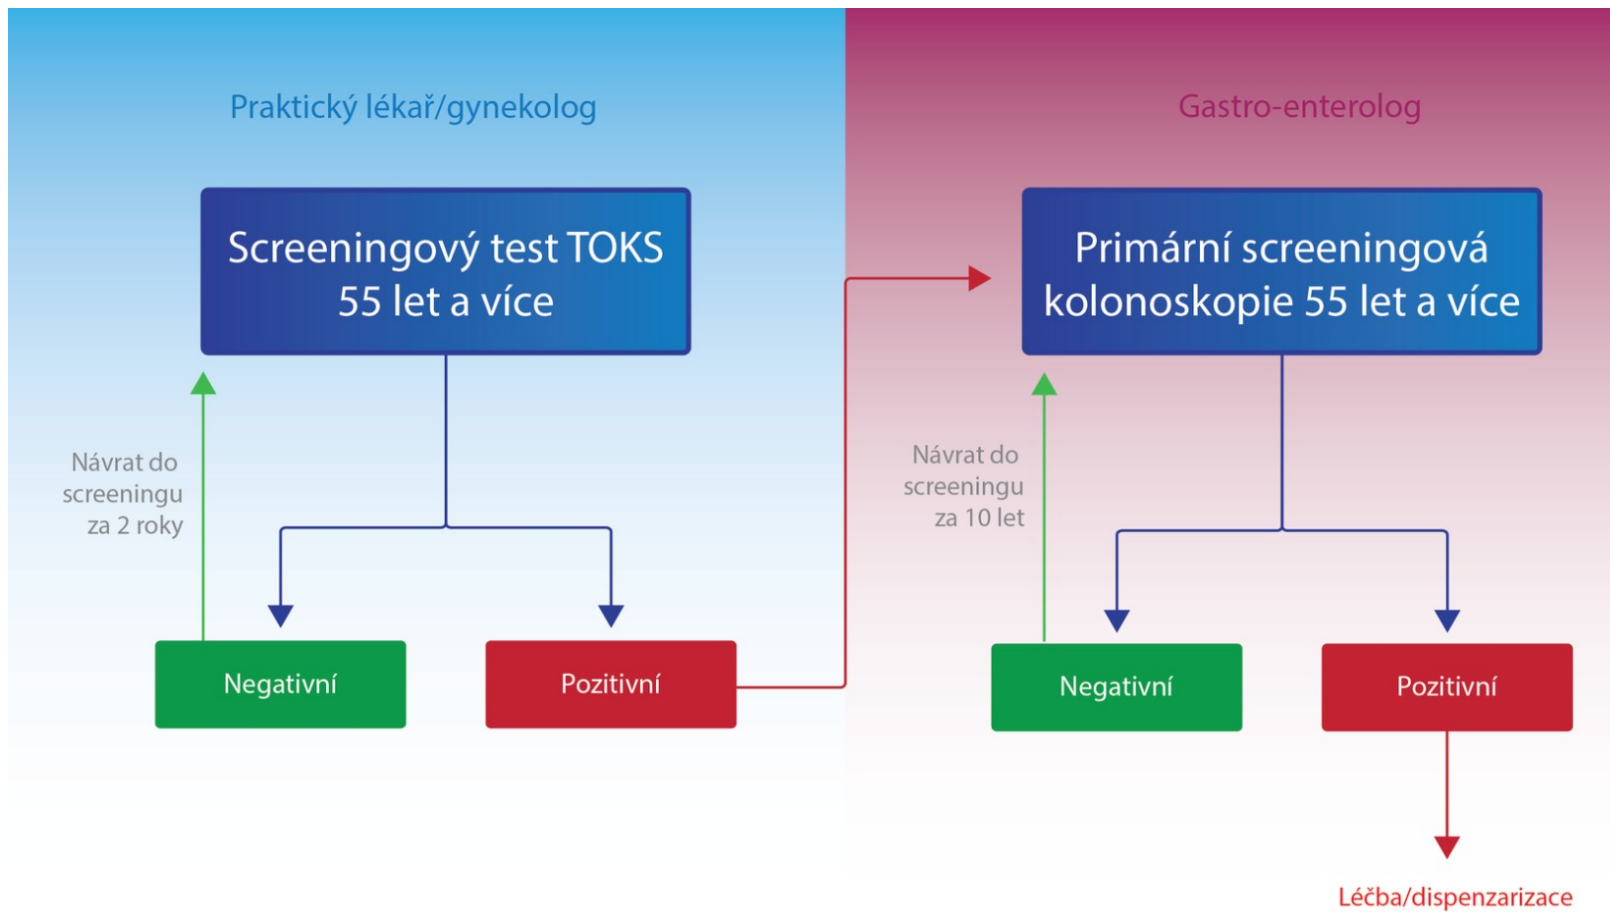 Praktický lékař/gynekolog
Screeningový test TOKS
55 let a více
Návrat do
screeningu
za 2 roky
Negativní
Pozitivní
Gastro-enterolog
Primární screeningová
kolonoskopie 55 let a více
Návrat do
screeningu
za 10 let
Negativní
Pozitivní
Léčba/dispenzarizace